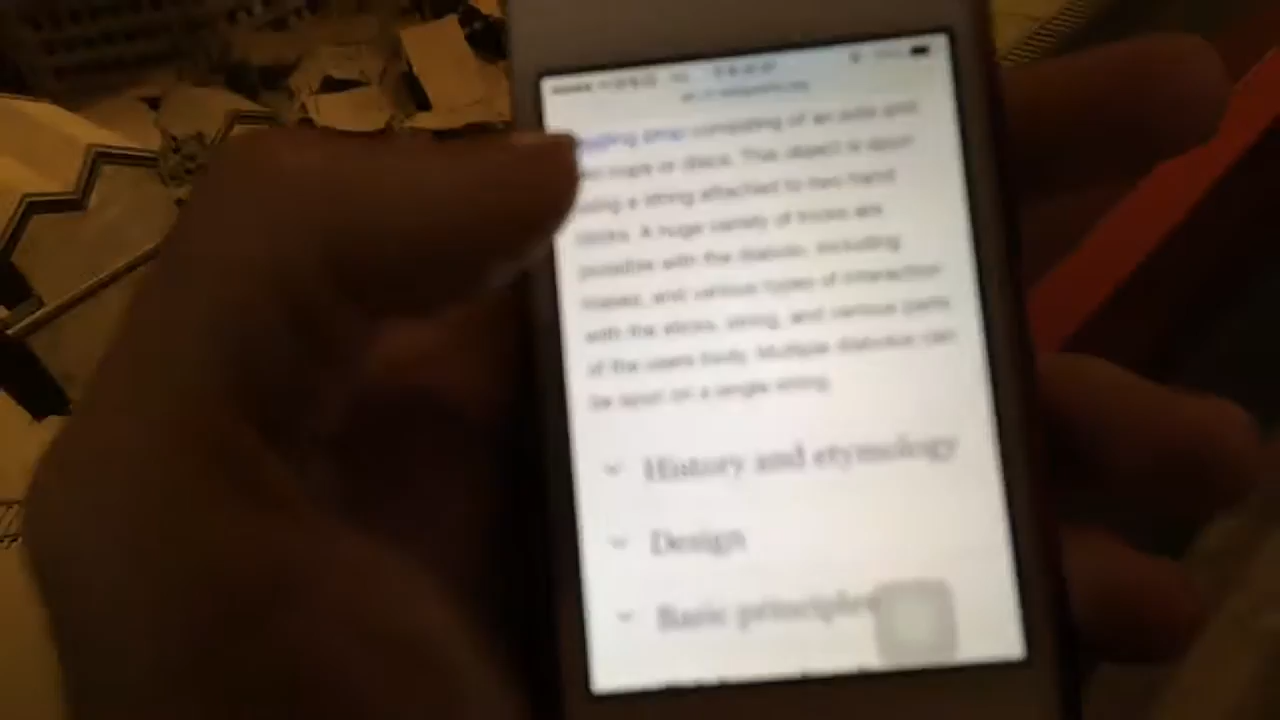 juggling prop consisting of an axle and
cups or discs. This object is spun
using a string attached to two hand
sticks. A huge variety of tricks are
possible with the diabolo, including
tosses, and various types of interaction
with the sticks, string, and various parts
of the users body. Multiple diabolos can
be spun on a single string.
History and etymology
Design
Basic principles